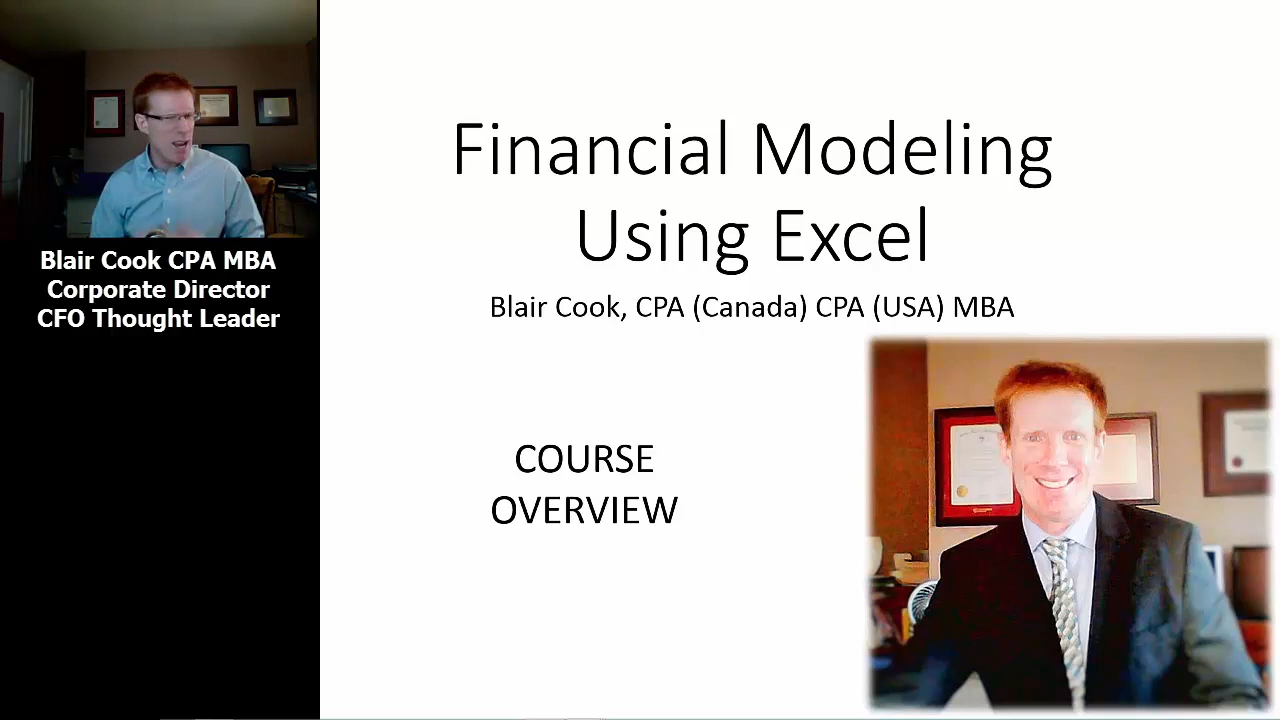 Blair Cook CPA MBA
Corporate Director
CFO Thought Leader
Financial Modeling
Using Excel
Blair Cook, CPA (Canada) CPA (USA) MBA
COURSE
OVERVIEW